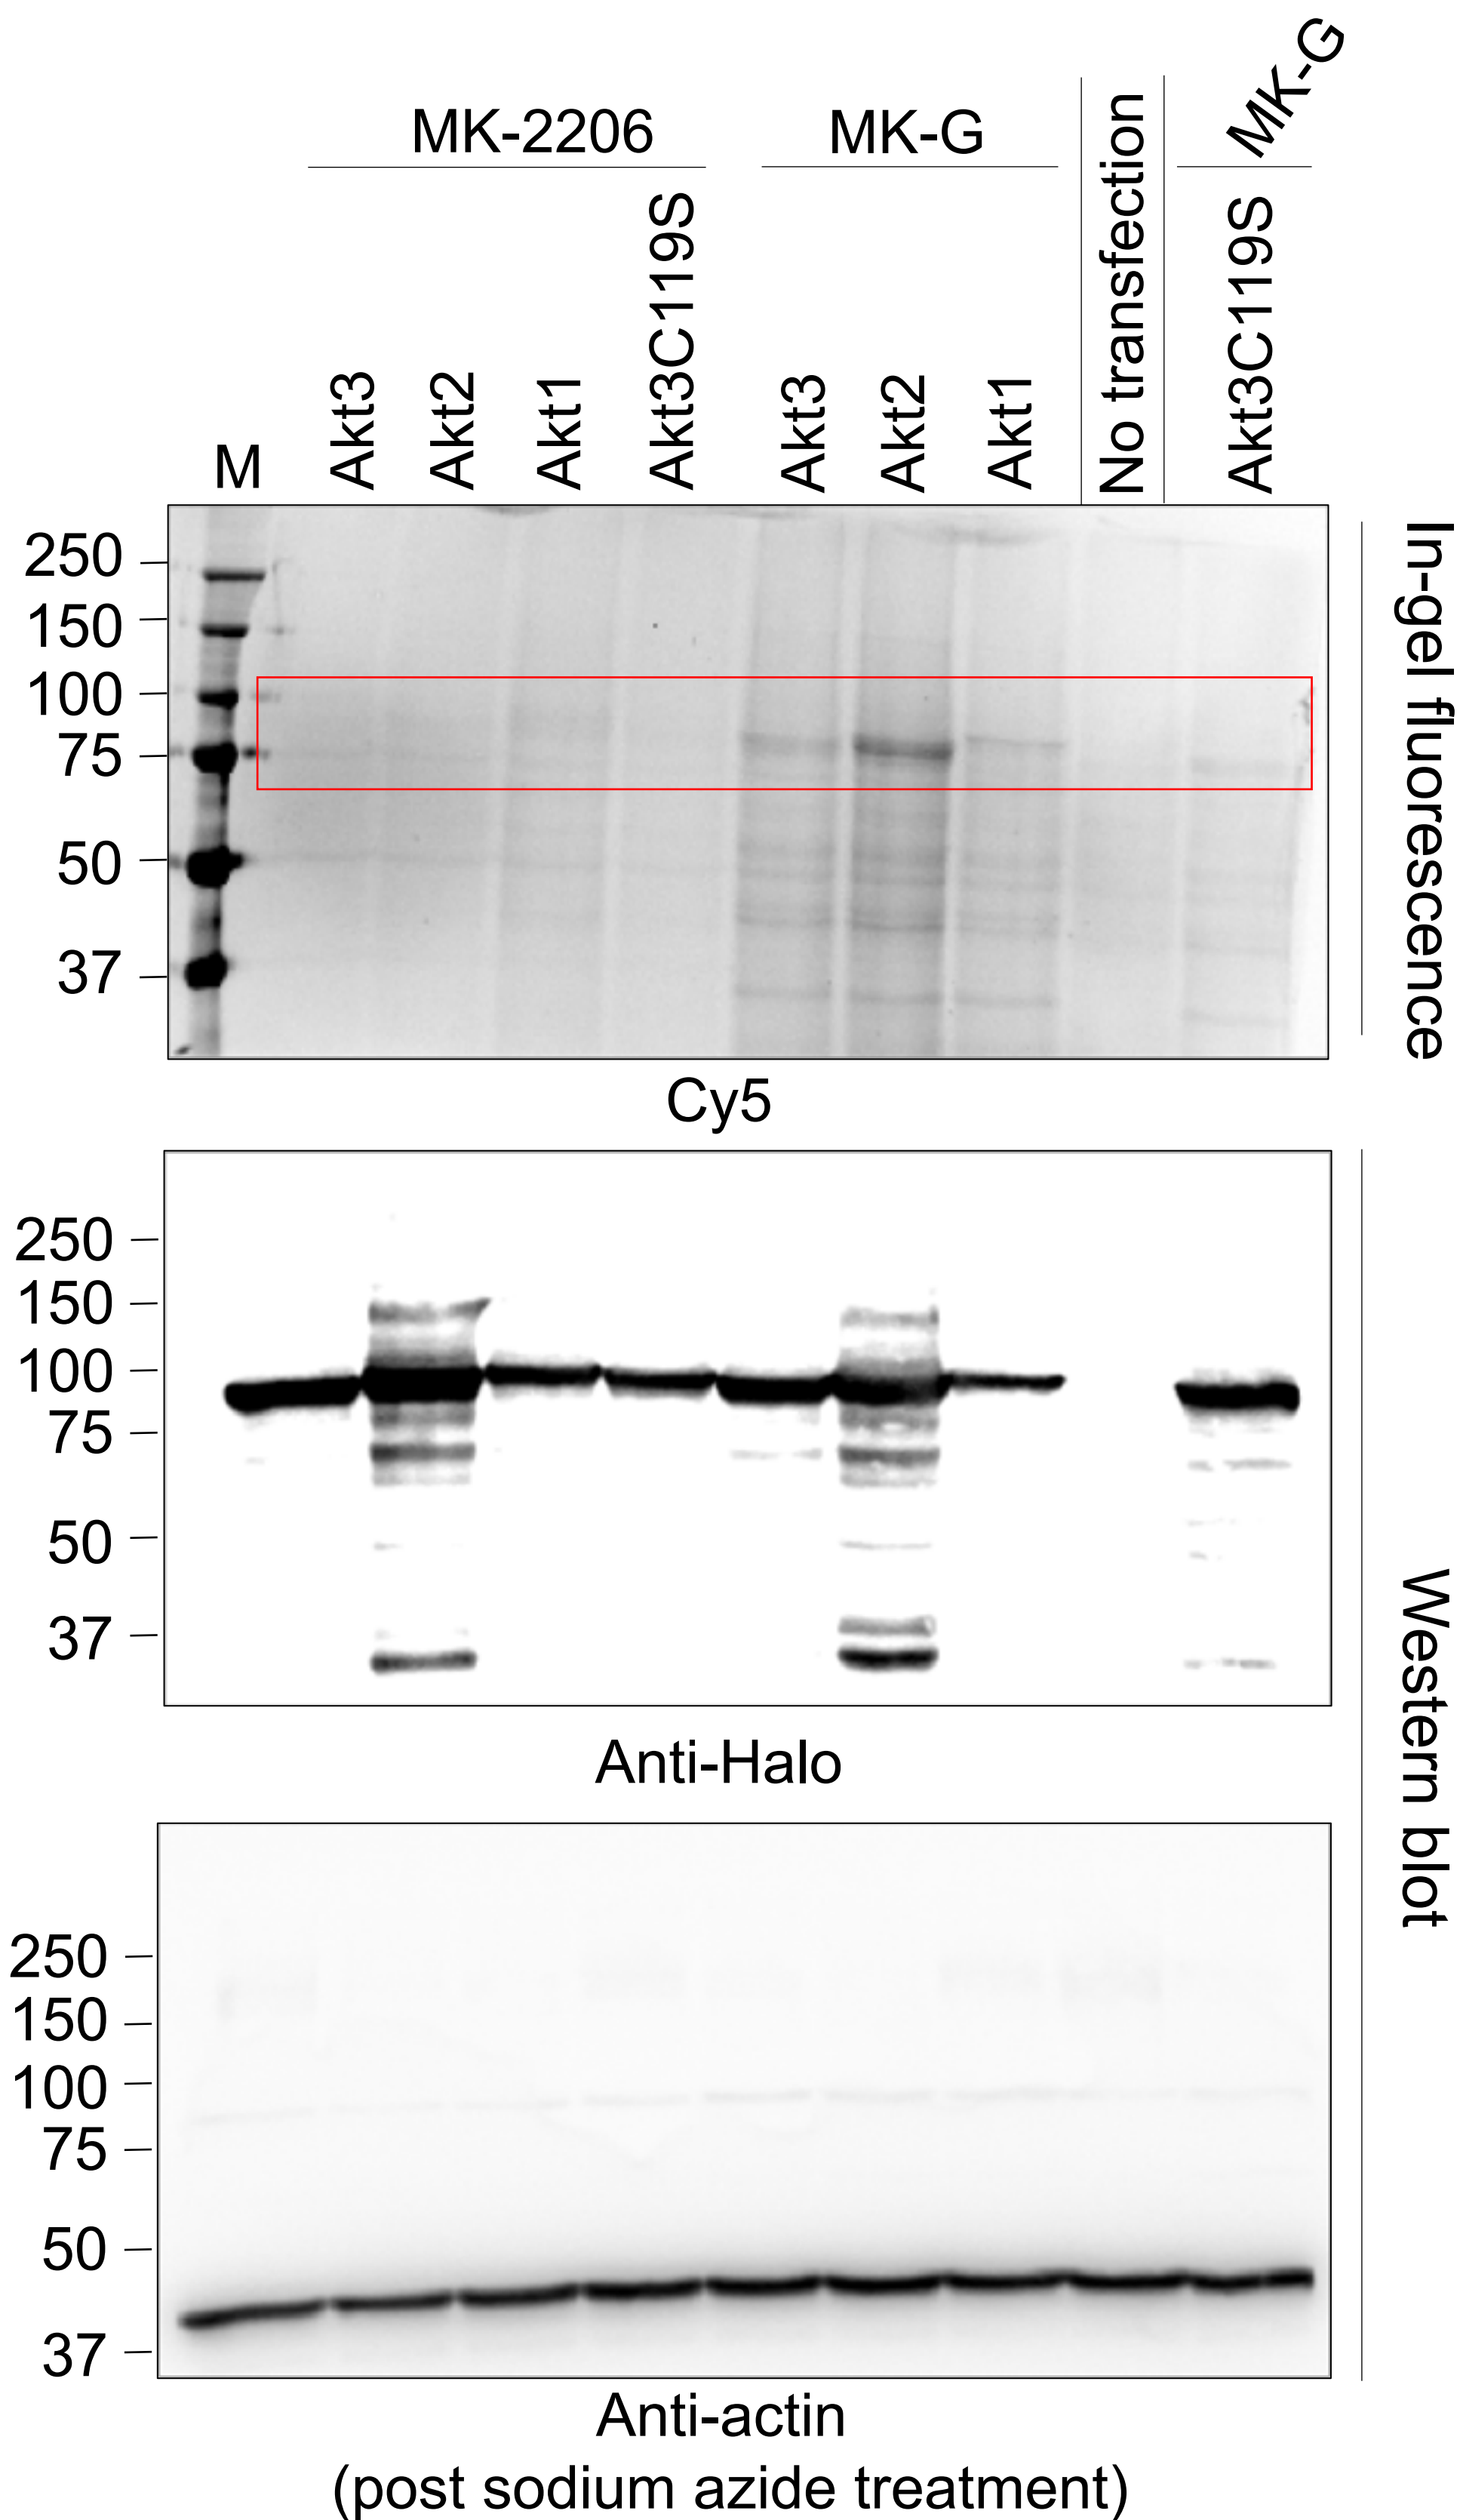 MK-2206
MK-G
No transfection
MK-G
M
Akt3
Akt2
Akt1
Akt3C119S
Akt3
Akt2
Akt1
Akt3C119S
250
150
100
75
50
37
In-gel fluorescence
Cy5
250
150
100
75
50
37
Anti-Halo
Western blot
250
150
100
75
50
37
Anti-actin
(post sodium azide treatment)